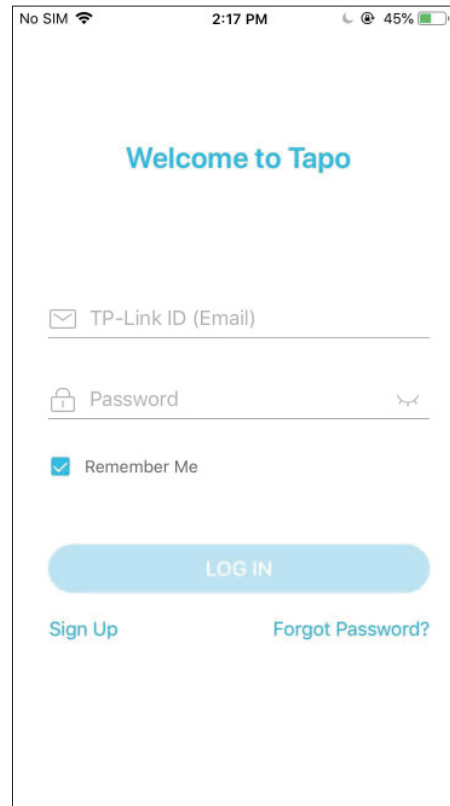 No SIM 2:17 PM 45%
Welcome to Tapo
TP-Link ID (Email)
Password
Remember Me
LOG IN
Sign Up Forgot Password?